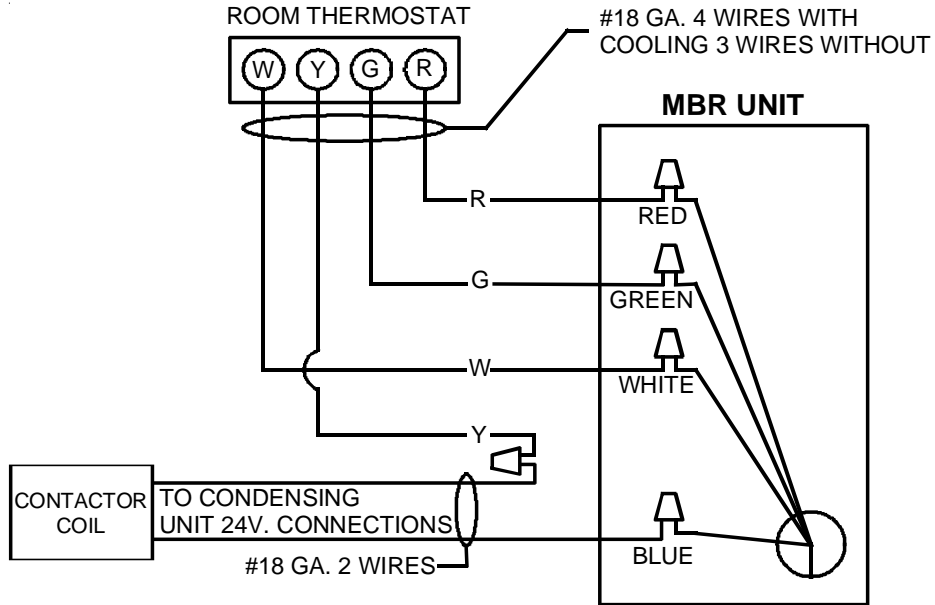 ROOM THERMOSTAT
#18 GA. 4 WIRES WITH
COOLING 3 WIRES WITHOUT
W Y G R
MBR UNIT
R
RED
G
GREEN
W
WHITE
Y
CONTACTOR
COIL
TO CONDENSING
UNIT 24V. CONNECTIONS
#18 GA. 2 WIRES
BLUE